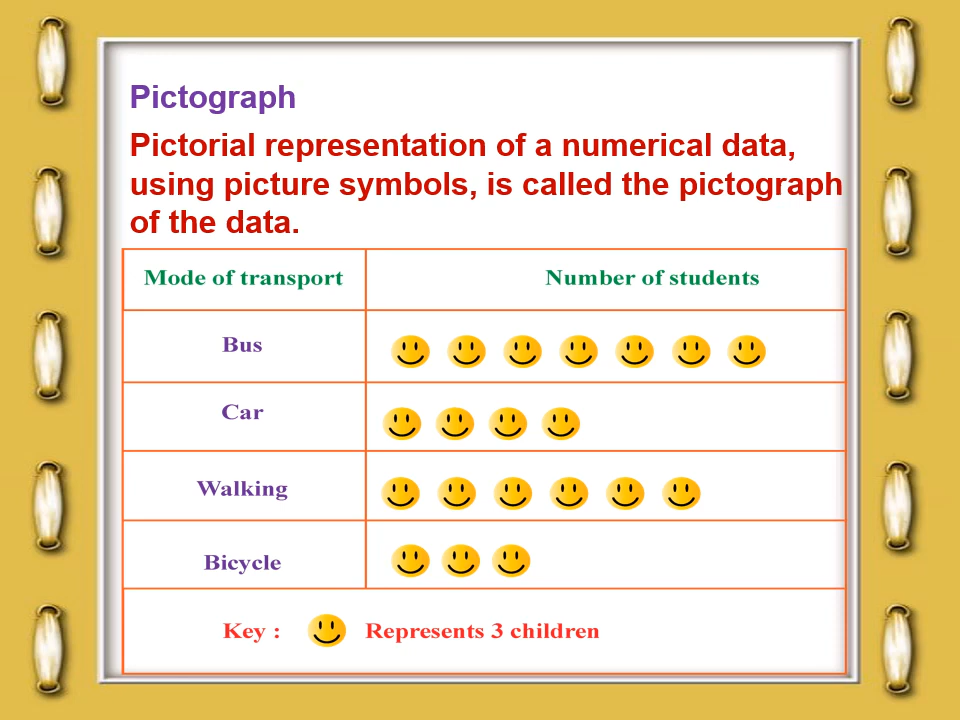 Pictograph
Pictorial representation of a numerical data,
using picture symbols, is called the pictograph
of the data.
Mode of transport Number of students
Bus
Car
Walking
Bicycle
Key : Represents 3 children